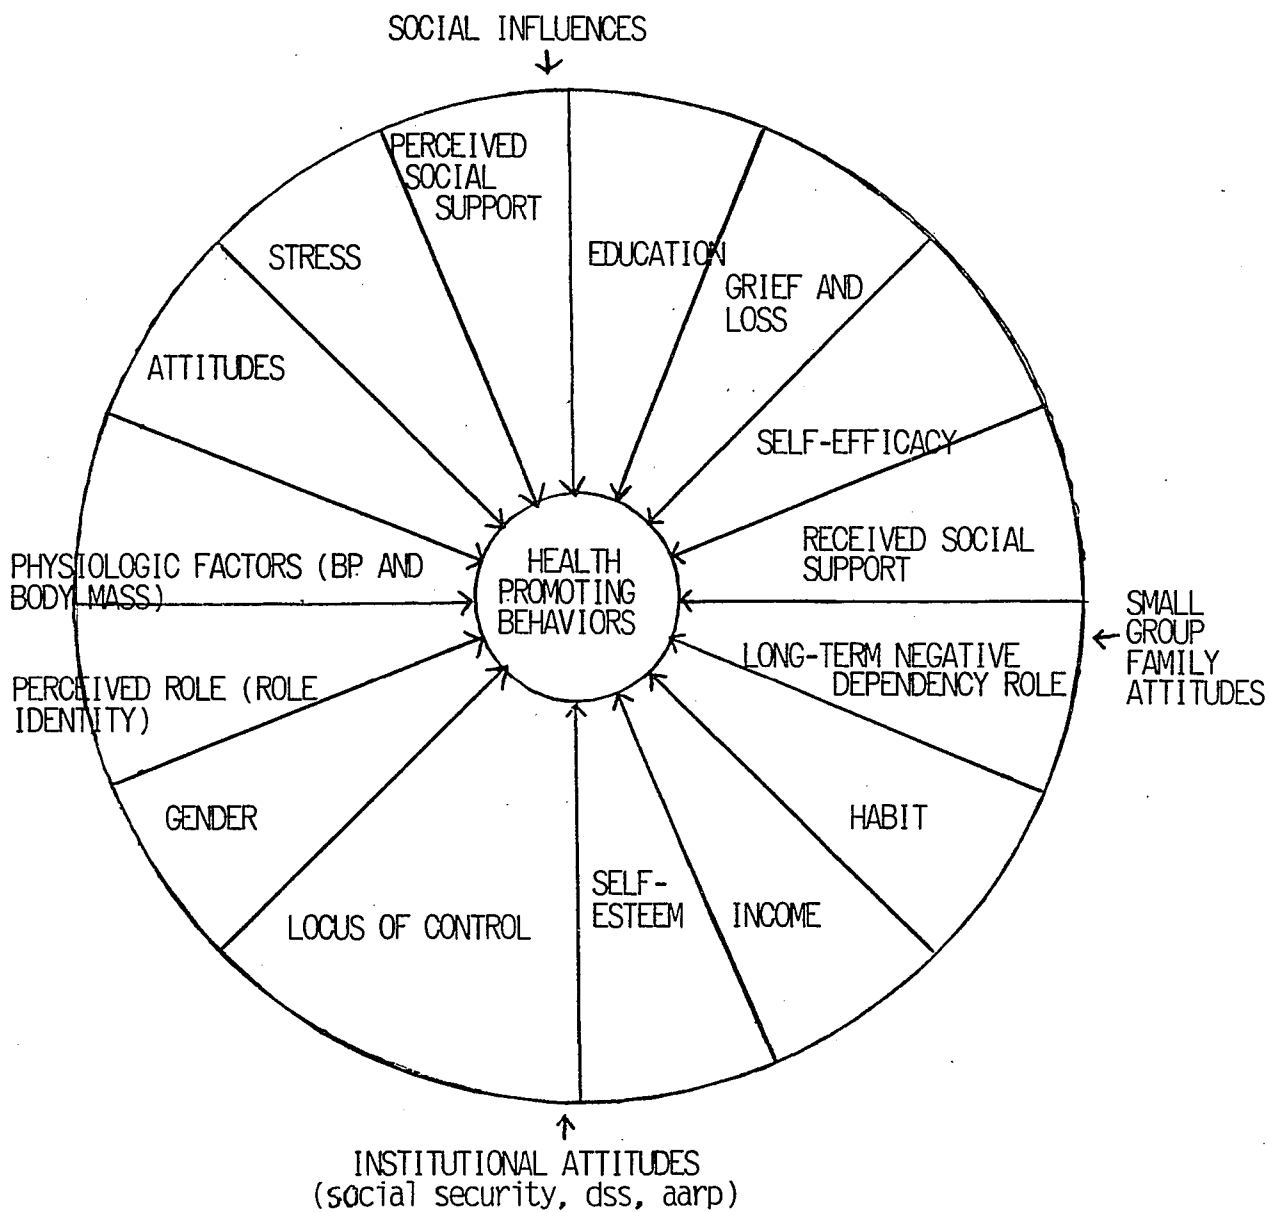 SOCIAL INFLUENCES
PERCEIVED
SOCIAL
SUPPORT
STRESS
EDUCATION
GRIEF AND
LOSS
ATTITUDES
SELF-EFFICACY
RECEIVED SOCIAL
SUPPORT
HEALTH
PROMOTING
BEHAVIORS
PHYSIOLOGIC FACTORS (BP AND
BODY MASS)
SMALL
GROUP
FAMILY
ATTITUDES
LONG-TERM NEGATIVE
DEPENDENCY ROLE
PERCEIVED ROLE (ROLE
IDENTITY)
GENDER
HABIT
SELF-
ESTEEM
INCOME
LOCUS OF CONTROL
INSTITUTIONAL ATTITUDES
(social security, dss, aarp)